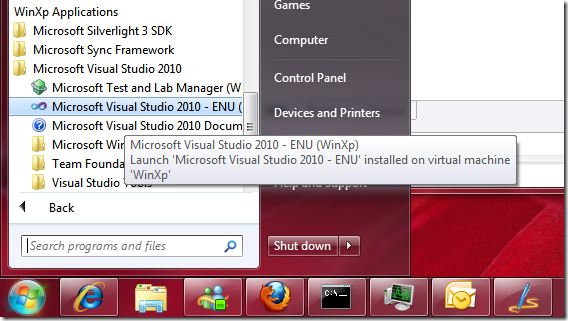 WinXp Applications
Microsoft Silverlight 3 SDK
Microsoft Sync Framework
Microsoft Visual Studio 2010
Microsoft Test and Lab Manager (W
Microsoft Visual Studio 2010 - ENU (
Microsoft Visual Studio 2010 Docum
Microsoft Win
Team Founda
Visual Studio Tools
Back
Search programs and files
Games
Computer
Control Panel
Devices and Printers
Microsoft Visual Studio 2010 - ENU (WinXp)
Launch 'Microsoft Visual Studio 2010 - ENU' installed on virtual machine
'WinXp'
Help and Support
Shut down